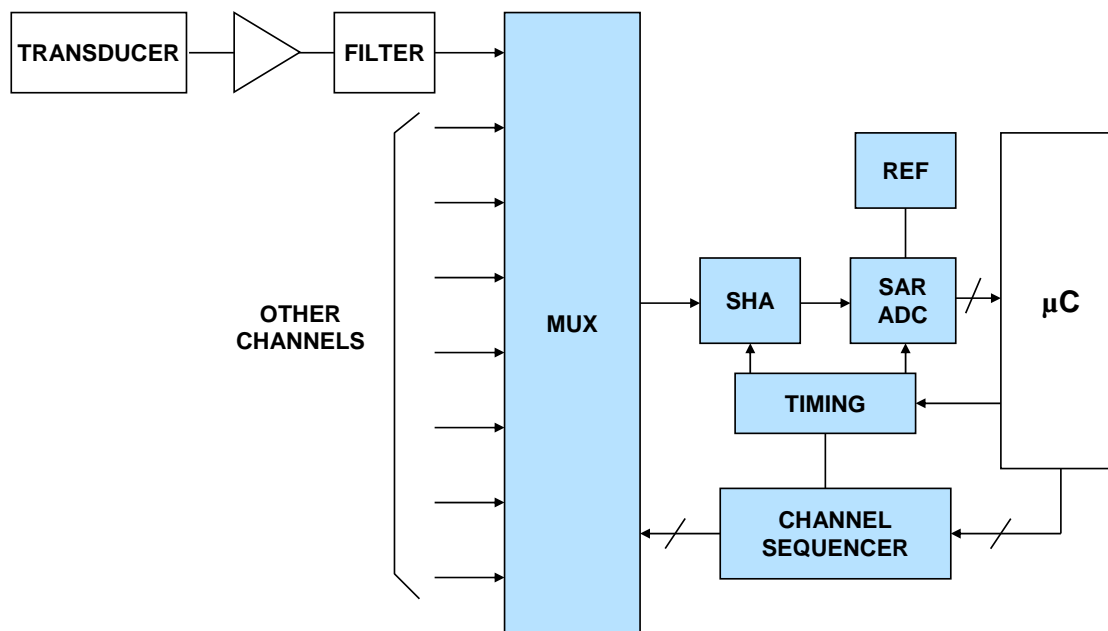 TRANSDUCER
FILTER
OTHER
CHANNELS
MUX
SHA
REF
SAR
ADC
µC
TIMING
CHANNEL
SEQUENCER